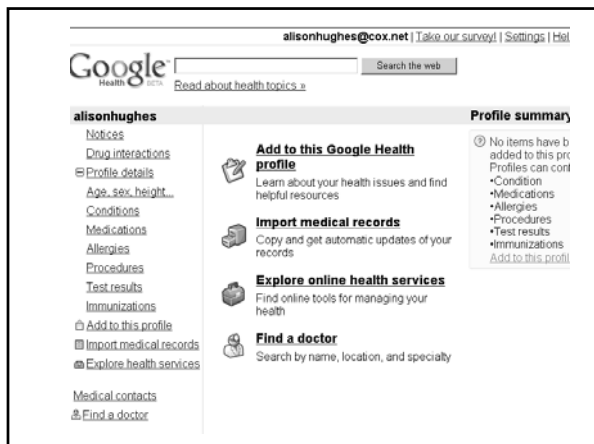 alisonhughes@cox.net | Take our survey! | Settings | Hel
Google Health BETA
Search the web
Read about health topics »
alisonhughes
Notices
Drug interactions
Profile details
Age, sex, height...
Conditions
Medications
Allergies
Procedures
Test results
Immunizations
Add to this profile
Import medical records
Explore health services
Medical contacts
Find a doctor
Add to this Google Health
profile
Learn about your health issues and find
helpful resources
Import medical records
Copy and get automatic updates of your
records
Explore online health services
Find online tools for managing your
health
Find a doctor
Search by name, location, and specialty
Profile summary
No items have b
added to this pro
Profiles can cont
•Condition
•Medications
•Allergies
•Procedures
•Test results
•Immunizations
Add to this profil